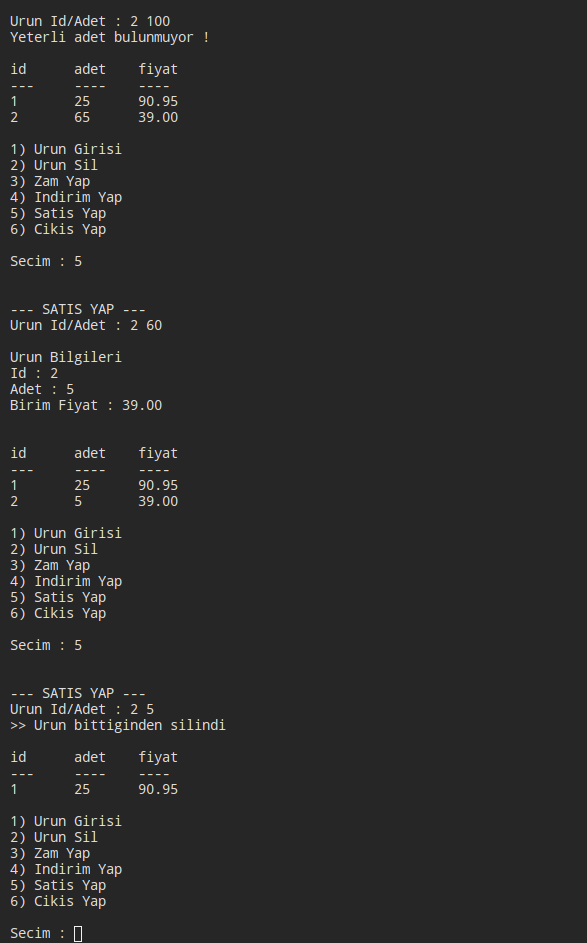 Urun Id/Adet : 2 100
Yeterli adet bulunmuyor !
id adet fiyat
--- ---- ----
1 25 90.95
2 65 39.00
1) Urun Girisi
2) Urun Sil
3) Zam Yap
4) Indirim Yap
5) Satis Yap
6) Cikis Yap
Secim : 5
--- SATIS YAP ---
Urun Id/Adet : 2 60
Urun Bilgileri
Id : 2
Adet : 5
Birim Fiyat : 39.00
id adet fiyat
--- ---- ----
1 25 90.95
2 5 39.00
1) Urun Girisi
2) Urun Sil
3) Zam Yap
4) Indirim Yap
5) Satis Yap
6) Cikis Yap
Secim : 5
--- SATIS YAP ---
Urun Id/Adet : 2 5
>> Urun bittiginden silindi
id adet fiyat
--- ---- ----
1 25 90.95
1) Urun Girisi
2) Urun Sil
3) Zam Yap
4) Indirim Yap
5) Satis Yap
6) Cikis Yap
Secim :